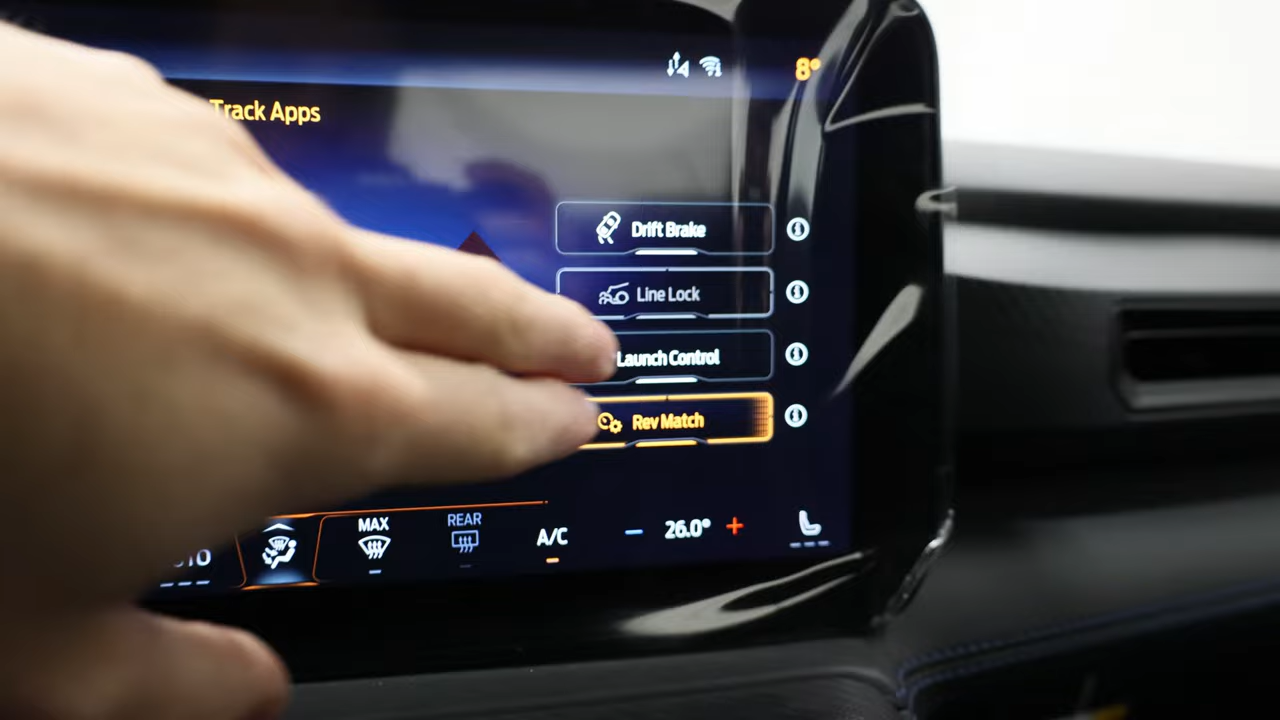 8°
Track Apps
Drift Brake
Line Lock
Launch Control
Rev Match
MAX
REAR
A/C
26.0°